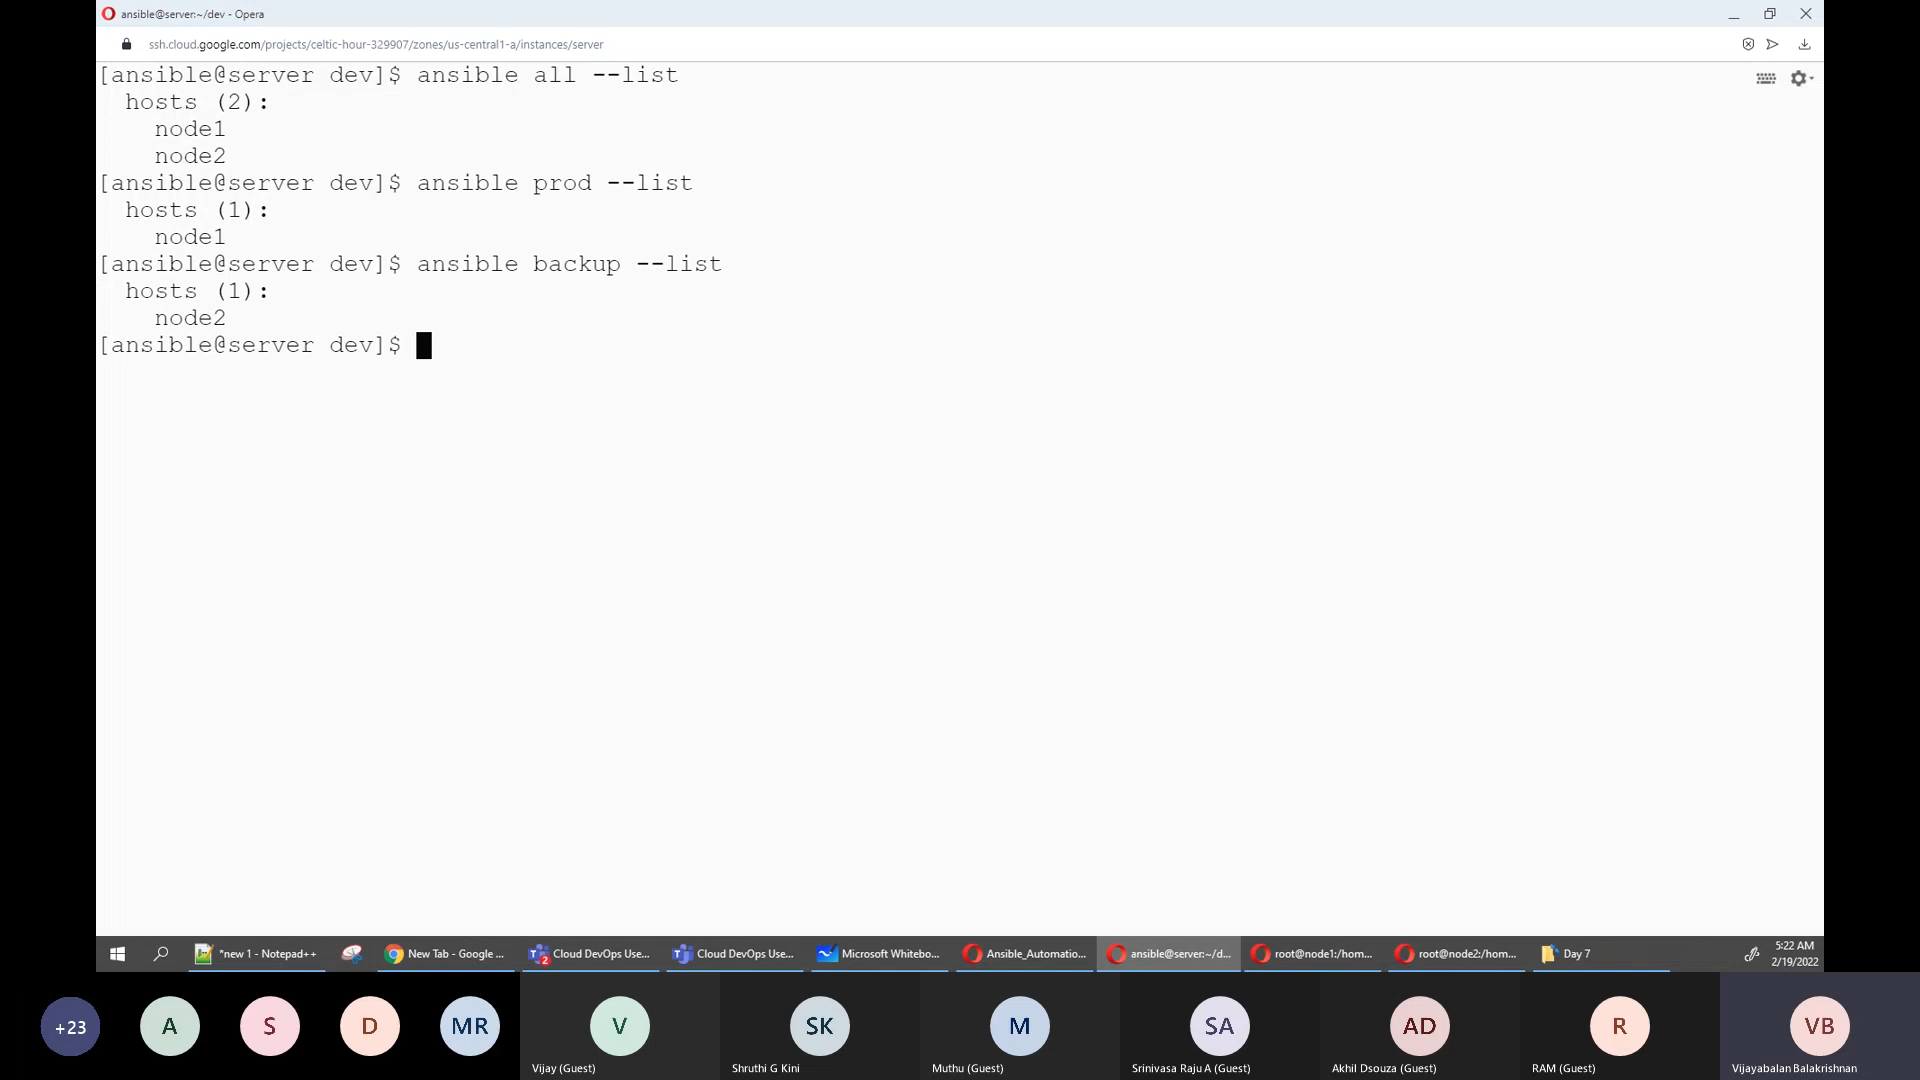 ansible@server:~/dev - Opera
ssh.cloud.google.com/projects/celtic-hour-329907/zones/us-central1-a/instances/server
[ansible@server dev]$ ansible all --list
  hosts (2):
    node1
    node2
[ansible@server dev]$ ansible prod --list
  hosts (1):
    node1
[ansible@server dev]$ ansible backup --list
  hosts (1):
    node2
[ansible@server dev]$
*new 1 - Notepad++
New Tab - Google ...
2
Cloud DevOps Use...
Cloud DevOps Use...
Microsoft Whitebo...
Ansible_Automatio...
ansible@server:~/d...
root@node1:/hom...
root@node2:/hom...
Day 7
5:22 AM
2/19/2022
+23
A
S
D
MR
V
SK
M
SA
AD
R
VB
Vijay (Guest)
Shruthi G Kini
Muthu (Guest)
Srinivasa Raju A (Guest)
Akhil Dsouza (Guest)
RAM (Guest)
Vijayabalan Balakrishnan